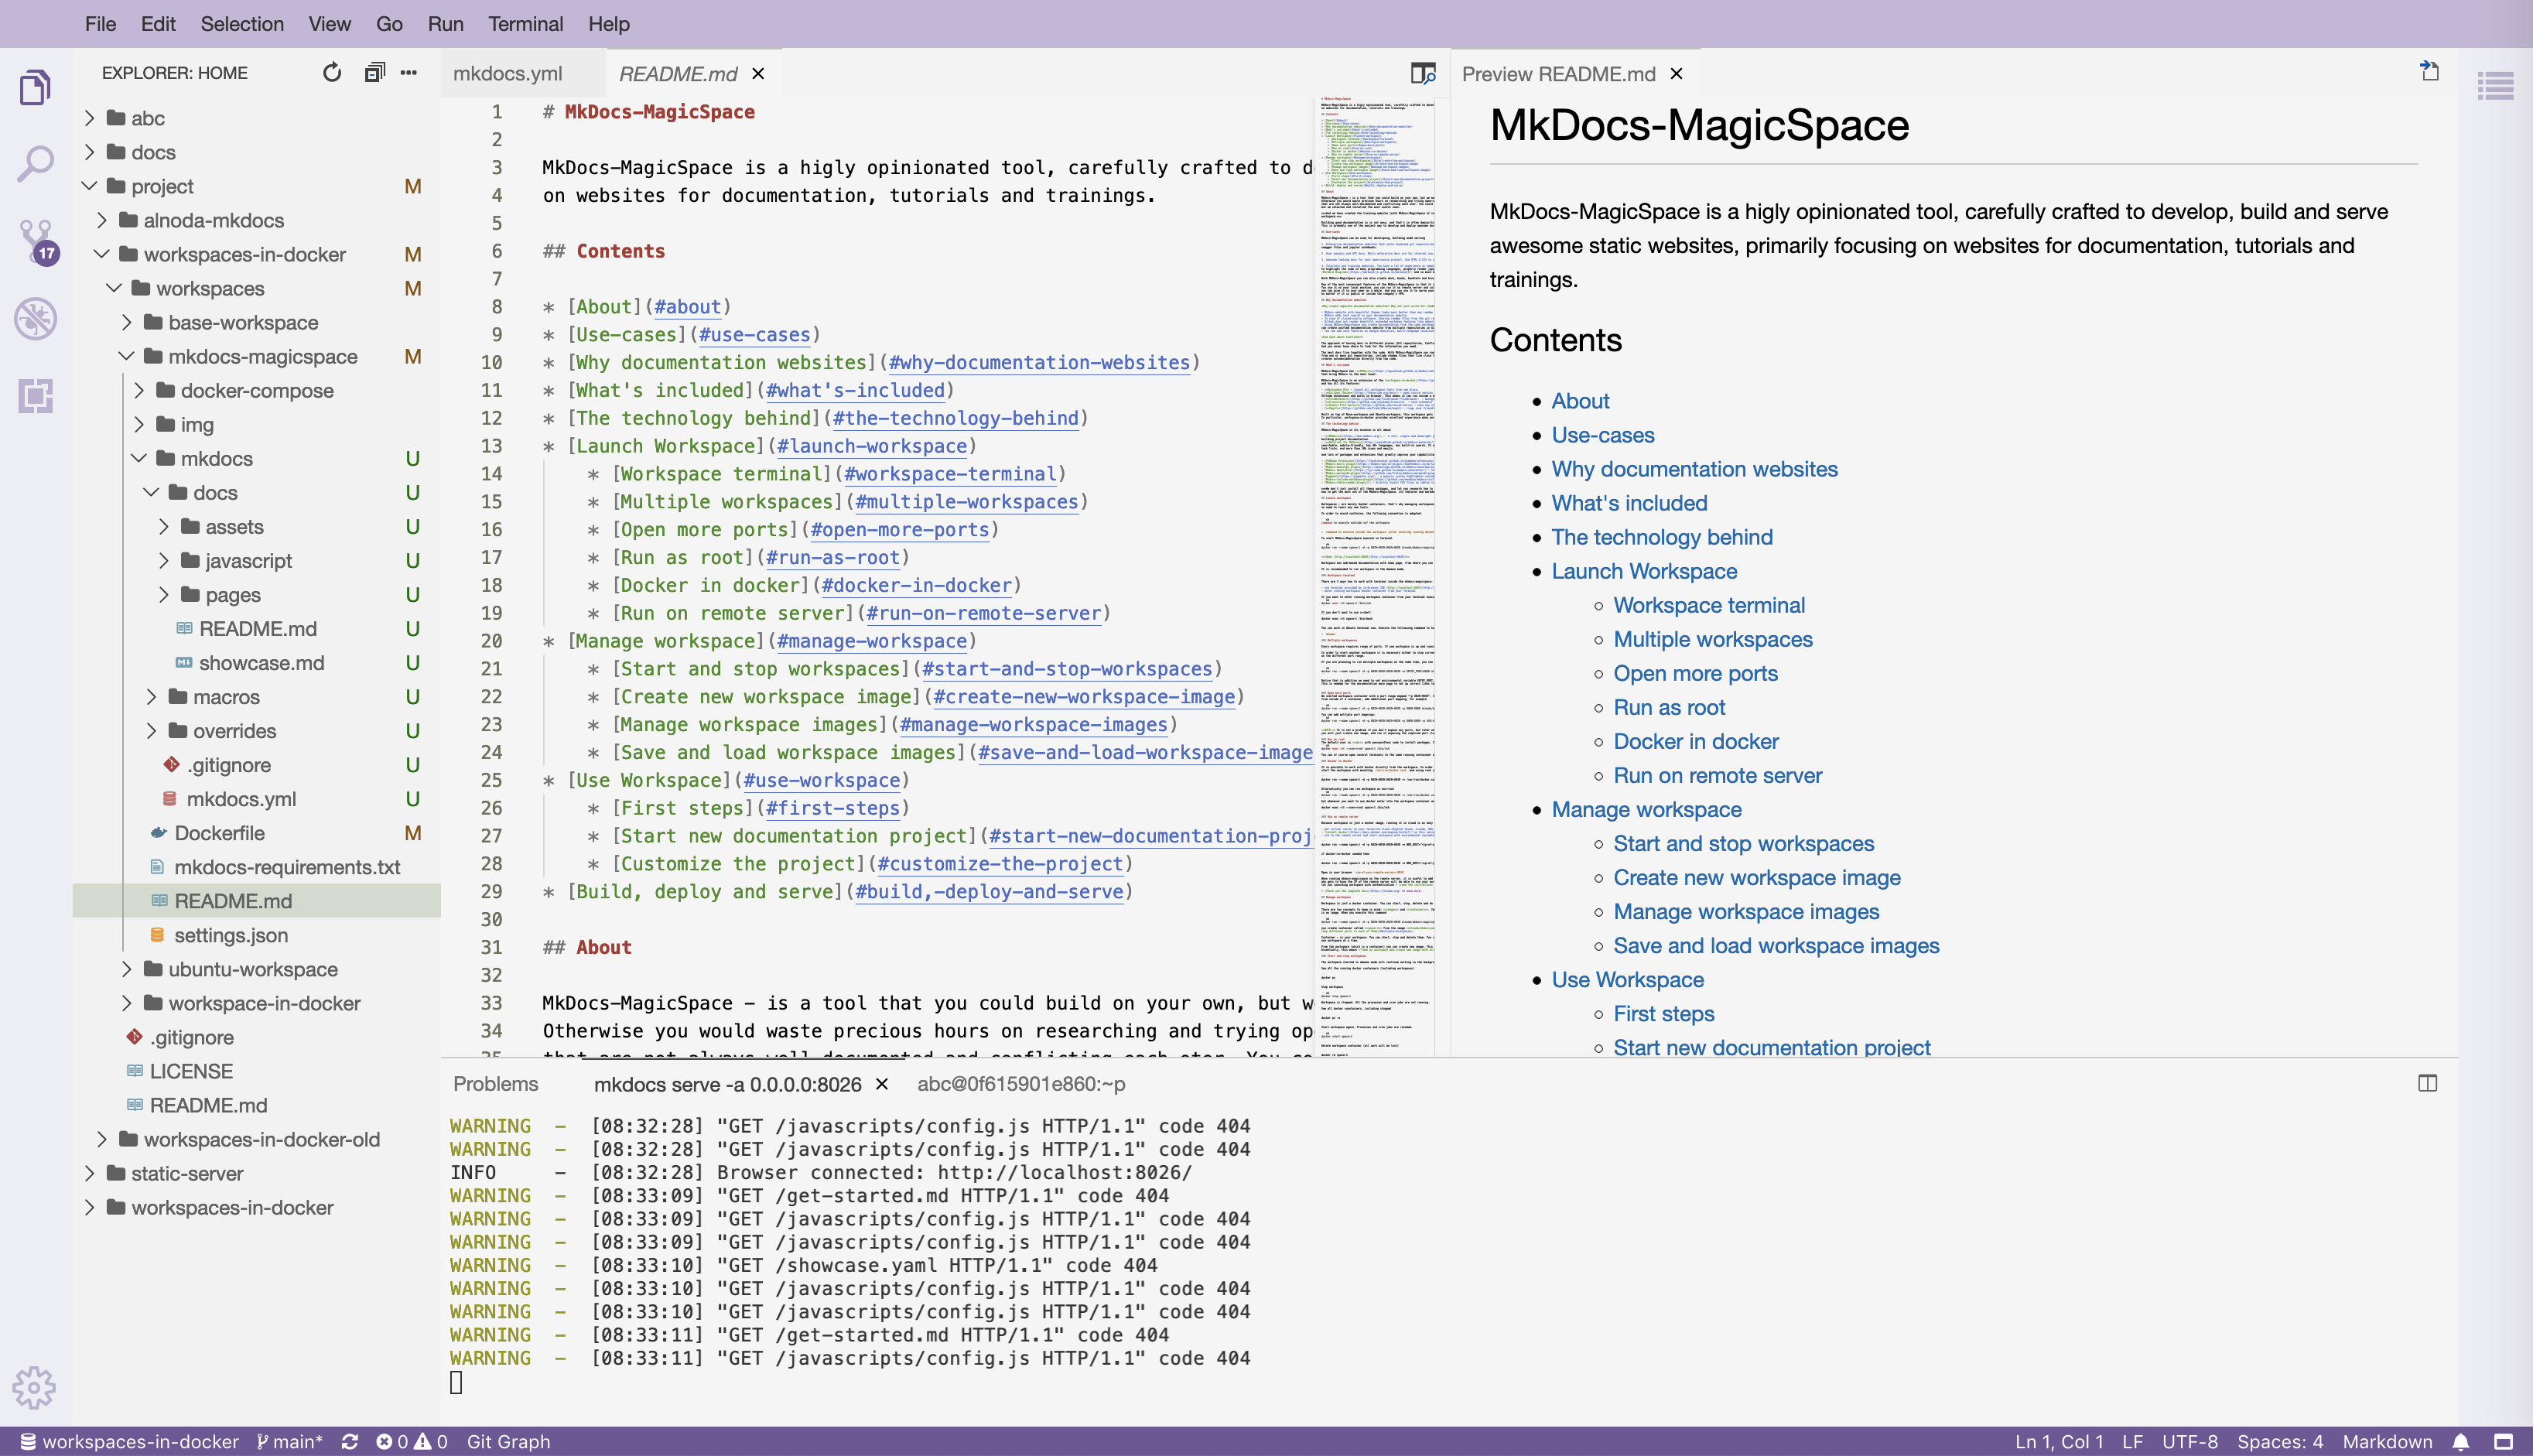 File Edit Selection View Go Run Terminal Help
EXPLORER: HOME
17
abc
docs
project M
alnoda-mkdocs
workspaces-in-docker M
workspaces M
base-workspace
mkdocs-magicspace M
docker-compose
img
mkdocs U
docs U
assets U
javascript U
pages U
README.md U
showcase.md U
macros U
overrides U
.gitignore U
mkdocs.yml U
Dockerfile M
mkdocs-requirements.txt
README.md
settings.json
ubuntu-workspace
workspace-in-docker
.gitignore
LICENSE
README.md
workspaces-in-docker-old
static-server
workspaces-in-docker
mkdocs.yml README.md
1 # MkDocs-MagicSpace
2
3 MkDocs-MagicSpace is a higly opinionated tool, carefully crafted to d
4 on websites for documentation, tutorials and trainings.
5
6 ## Contents
7
8 * [About](#about)
9 * [Use-cases](#use-cases)
10 * [Why documentation websites](#why-documentation-websites)
11 * [What's included](#what's-included)
12 * [The technology behind](#the-technology-behind)
13 * [Launch Workspace](#launch-workspace)
14 * [Workspace terminal](#workspace-terminal)
15 * [Multiple workspaces](#multiple-workspaces)
16 * [Open more ports](#open-more-ports)
17 * [Run as root](#run-as-root)
18 * [Docker in docker](#docker-in-docker)
19 * [Run on remote server](#run-on-remote-server)
20 * [Manage workspace](#manage-workspace)
21 * [Start and stop workspaces](#start-and-stop-workspaces)
22 * [Create new workspace image](#create-new-workspace-image)
23 * [Manage workspace images](#manage-workspace-images)
24 * [Save and load workspace images](#save-and-load-workspace-image
25 * [Use Workspace](#use-workspace)
26 * [First steps](#first-steps)
27 * [Start new documentation project](#start-new-documentation-proj
28 * [Customize the project](#customize-the-project)
29 * [Build, deploy and serve](#build,-deploy-and-serve)
30
31 ## About
32
33 MkDocs-MagicSpace – is a tool that you could build on your own, but w
34 Otherwise you would waste precious hours on researching and trying op
35 that are not always well documented and conflicting each oter. You co
Preview README.md
MkDocs-MagicSpace
MkDocs-MagicSpace is a higly opinionated tool, carefully crafted to develop, build and serve
awesome static websites, primarily focusing on websites for documentation, tutorials and
trainings.
Contents
• About
• Use-cases
• Why documentation websites
• What's included
• The technology behind
• Launch Workspace
◦ Workspace terminal
◦ Multiple workspaces
◦ Open more ports
◦ Run as root
◦ Docker in docker
◦ Run on remote server
• Manage workspace
◦ Start and stop workspaces
◦ Create new workspace image
◦ Manage workspace images
◦ Save and load workspace images
• Use Workspace
◦ First steps
◦ Start new documentation project
Problems mkdocs serve -a 0.0.0.0:8026 abc@0f615901e860:~p
WARNING - [08:32:28] "GET /javascripts/config.js HTTP/1.1" code 404
WARNING - [08:32:28] "GET /javascripts/config.js HTTP/1.1" code 404
INFO - [08:32:28] Browser connected: http://localhost:8026/
WARNING - [08:33:09] "GET /get-started.md HTTP/1.1" code 404
WARNING - [08:33:09] "GET /javascripts/config.js HTTP/1.1" code 404
WARNING - [08:33:09] "GET /javascripts/config.js HTTP/1.1" code 404
WARNING - [08:33:10] "GET /showcase.yaml HTTP/1.1" code 404
WARNING - [08:33:10] "GET /javascripts/config.js HTTP/1.1" code 404
WARNING - [08:33:10] "GET /javascripts/config.js HTTP/1.1" code 404
WARNING - [08:33:11] "GET /get-started.md HTTP/1.1" code 404
WARNING - [08:33:11] "GET /javascripts/config.js HTTP/1.1" code 404
workspaces-in-docker main* 0 0 Git Graph Ln 1, Col 1 LF UTF-8 Spaces: 4 Markdown